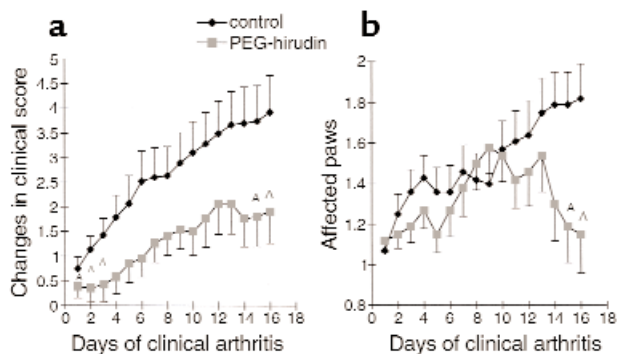 a
control
PEG-hirudin
b
Changes in clinical score
5
4.5
4
3.5
3
2.5
2
1.5
1
0.5
0
A
^
^
A
^
0 2 4 6 8 10 12 14 16 18
Days of clinical arthritis
Affected paws
2
1.8
1.6
1.4
1.2
1
0.8
A
^
0 2 4 6 8 10 12 14 16 18
Days of clinical arthritis